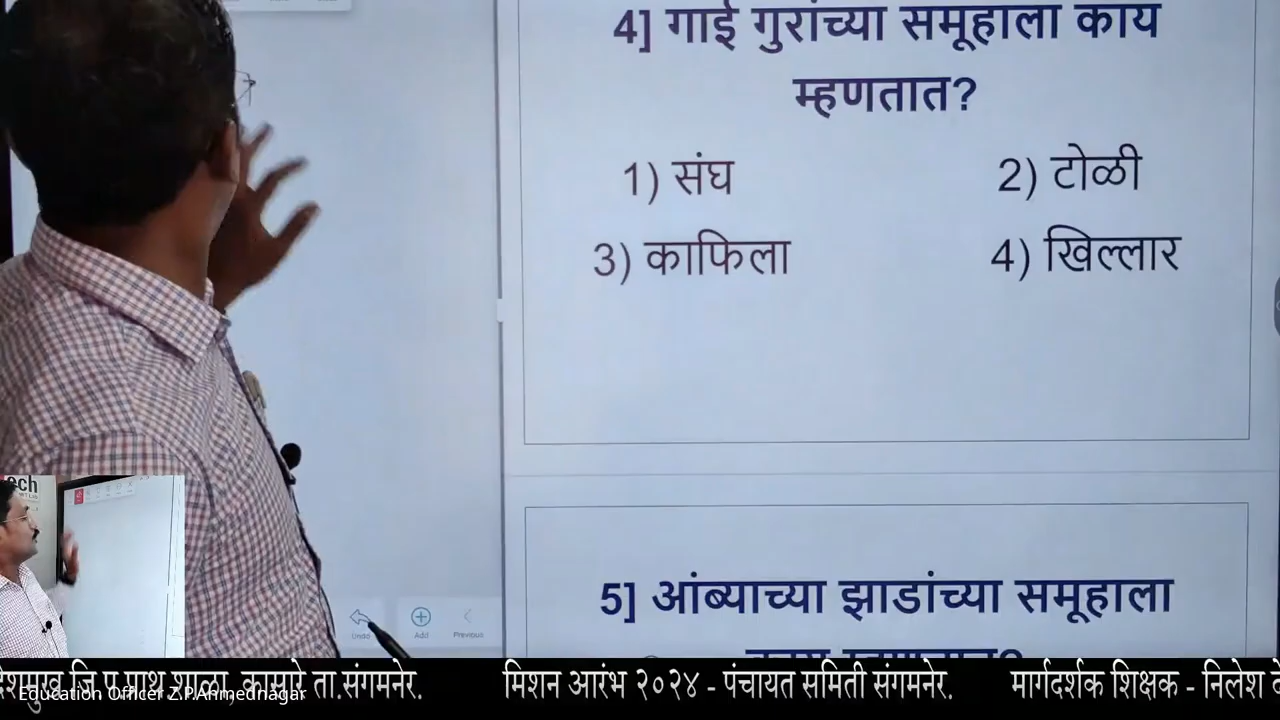 4] गाई गुरांच्या समूहाला काय
म्हणतात?
1) संघ
2) टोळी
3) काफिला
4) खिल्लार
5] आंब्याच्या झाडांच्या समूहाला
Undo
Add
Previous
ech
जि.प.प्राथ.शाळा, कासारे ता.संगमनेर. मिशन आरंभ २०२४ - पंचायत समिती संगमनेर. मार्गदर्शक शिक्षक - निलेश
Education Officer Z.P.Ahmednagar